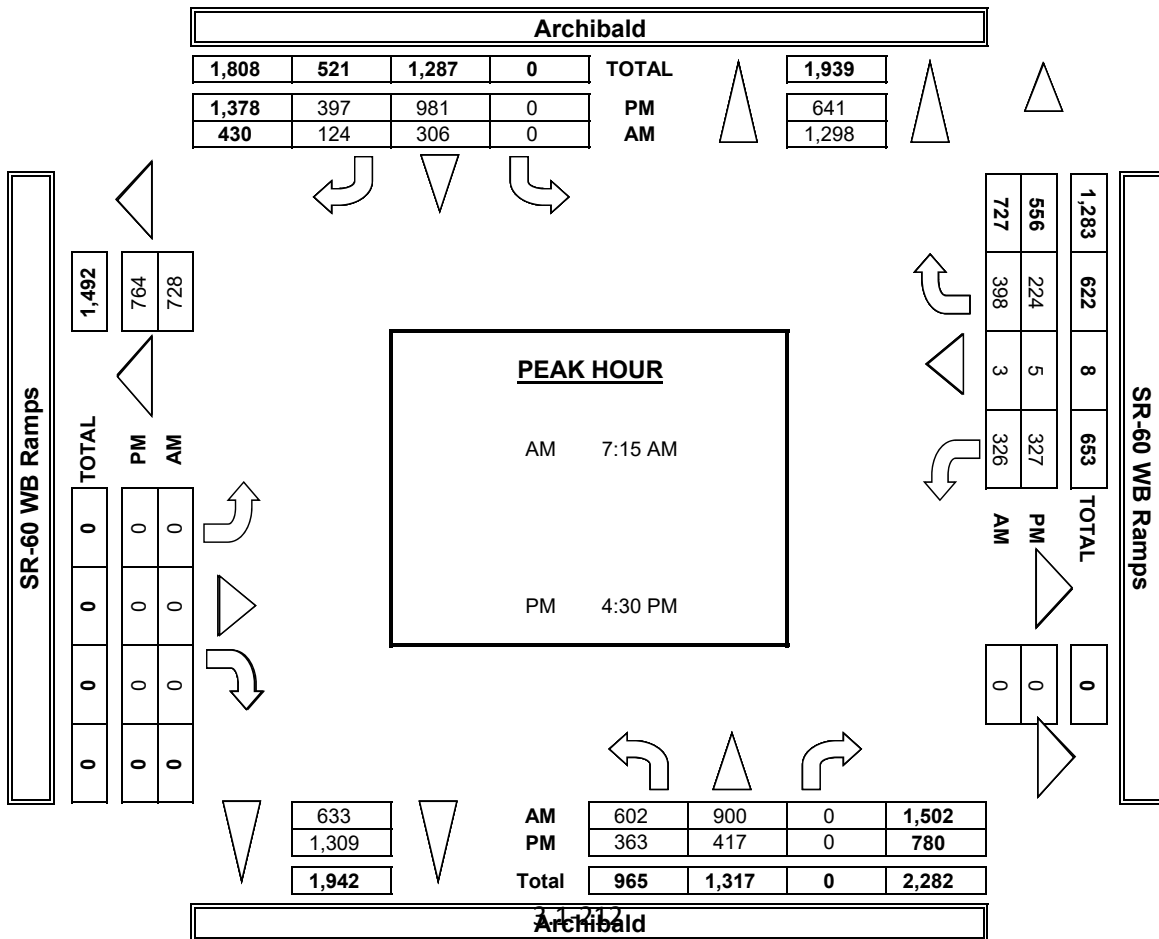 Archibald
1,808 521 1,287 0 TOTAL 1,939
1,378 397 981 0 PM 641
430 124 306 0 AM 1,298
SR-60 WB Ramps
1,492
764
728
TOTAL
PM
AM
0 0 0 0
0 0 0 0
0 0 0 0
PEAK HOUR
AM 7:15 AM
PM 4:30 PM
1,283 622 8 653 TOTAL 0
556 224 5 327 PM 0
727 398 3 326 AM 0
SR-60 WB Ramps
633 AM 602 900 0 1,502
1,309 PM 363 417 0 780
1,942 Total 965 1,317 0 2,282
3.1-212
Archibald